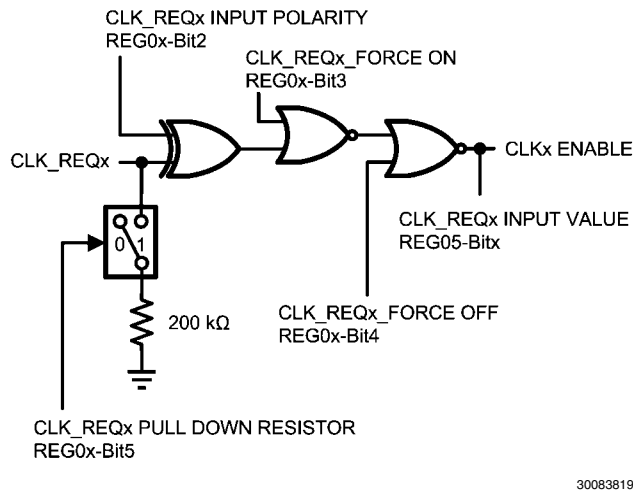 CLK_REQx INPUT POLARITY
REG0x-Bit2
CLK_REQx_FORCE ON
REG0x-Bit3
CLK_REQx
CLKx ENABLE
0 1
CLK_REQx INPUT VALUE
REG05-Bitx
200 kΩ
CLK_REQx_FORCE OFF
REG0x-Bit4
CLK_REQx PULL DOWN RESISTOR
REG0x-Bit5
30083819